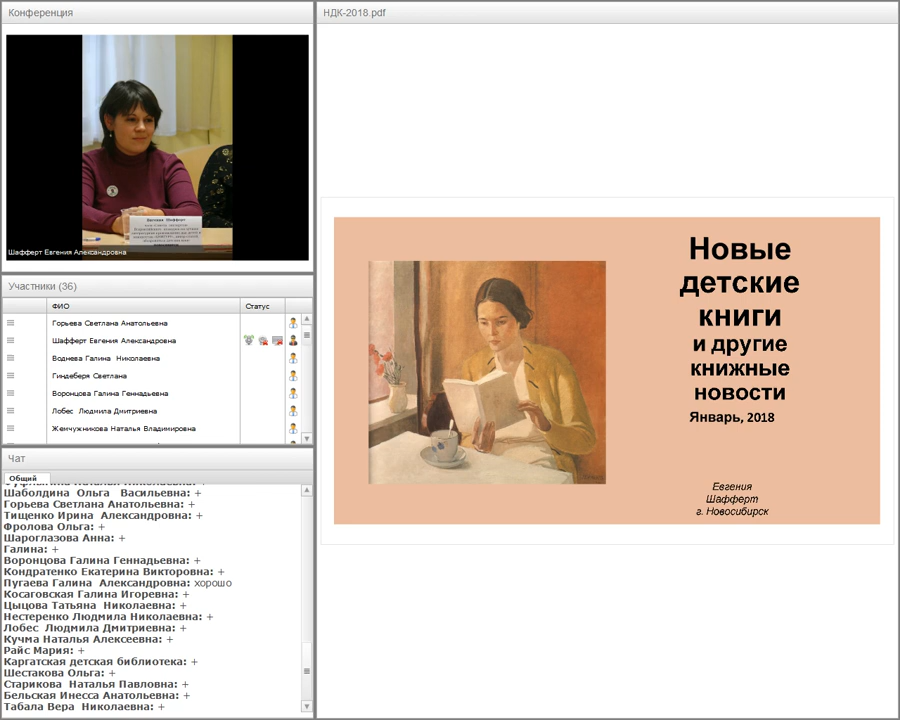 Конференция
Евгения Шафферт
Шафферт Евгения Александровна
Участники (36)
ФИО
Статус
Горьева Светлана Анатольевна
Шафферт Евгения Александровна
Воднева Галина Николаевна
Гиндеберя Светлана
Воронцова Галина Геннадьевна
Лобес Людмила Дмитриевна
Жемчужникова Наталья Владимировна
Чат
Общий
Шаболдина Ольга Васильевна: +
Горьева Светлана Анатольевна: +
Тищенко Ирина Александровна: +
Фролова Ольга: +
Шароглазова Анна: +
Галина: +
Воронцова Галина Геннадьевна: +
Кондратенко Екатерина Викторовна: +
Пугаева Галина Александровна: хорошо
Косаговская Галина Игоревна: +
Цыцова Татьяна Николаевна: +
Нестеренко Людмила Николаевна: +
Лобес Людмила Дмитриевна: +
Кучма Наталья Алексеевна: +
Райс Мария: +
Каргатская детская библиотека: +
Шестакова Ольга: +
Старикова Наталья Павловна: +
Бельская Инесса Анатольевна: +
Табала Вера Николаевна: +
НДК-2018.pdf
Новые
детские
книги
и другие
книжные
новости
Январь, 2018
Евгения
Шафферт
г. Новосибирск